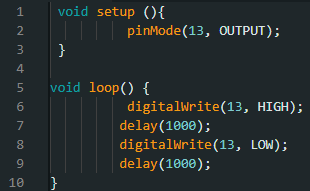 1 void setup (){
2 pinMode(13, OUTPUT);
3 }
4
5 void loop() {
6 digitalWrite(13, HIGH);
7 delay(1000);
8 digitalWrite(13, LOW);
9 delay(1000);
10 }